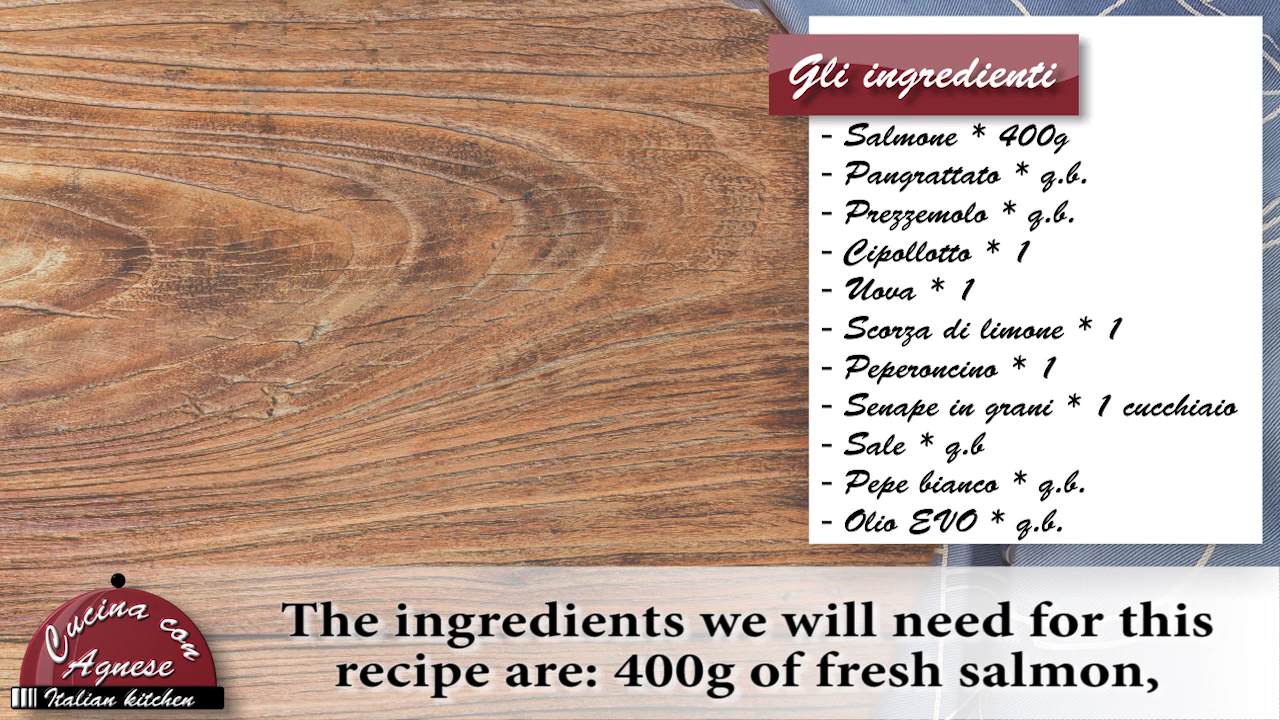 Gli ingredienti
- Salmone * 400g
- Pangrattato * q.b.
- Prezzemolo * q.b.
- Cipollotto * 1
- Uova * 1
- Scorza di limone * 1
- Peperoncino * 1
- Senape in grani * 1 cucchiaio
- Sale * q.b
- Pepe bianco * q.b.
- Olio EVO * q.b.
Cucina con
Agnese
Italian kitchen
The ingredients we will need for this
recipe are: 400g of fresh salmon,